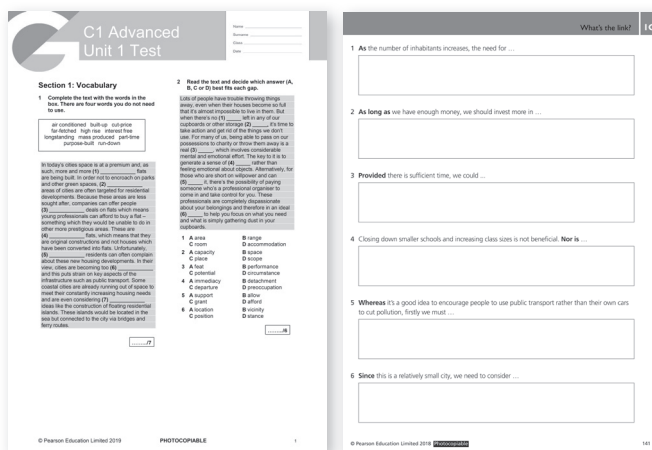 C1 Advanced
Unit 1 Test
Name
Surname
Class
Date
Section 1: Vocabulary
1 Complete the text with the words in the
box. There are four words you do not need
to use.
air conditioned built-up cut-price
far-fetched high rise interest free
longstanding mass produced part-time
purpose-built run-down
In today's cities space is at a premium and, as
such, more and more (1) __________ flats
are being built. In order not to encroach on parks
and other green spaces, (2) __________
areas of cities are often targeted for residential
developments. Because these areas are less
sought after, companies can offer people
(3) __________ deals on flats which means
young professionals can afford to buy a flat –
something which they would be unable to do in
other more prestigious areas. These are
(4) __________ flats, which means that they
are original constructions and not houses which
have been converted into flats. Unfortunately,
(5) __________ residents can often complain
about these new housing developments. In their
view, cities are becoming too (6) __________
and this puts strain on key aspects of the
infrastructure such as public transport. Some
coastal cities are already running out of space to
meet their constantly increasing housing needs
and are even considering (7) __________
ideas like the construction of floating residential
islands. These islands would be located in the
sea but connected to the city via bridges and
ferry routes.
………/7
2 Read the text and decide which answer (A,
B, C or D) best fits each gap.
Lots of people have trouble throwing things
away, even when their houses become so full
that it's almost impossible to live in them. But
when there's no (1) _____ left in any of our
cupboards or other storage (2) _____, it's time to
take action and get rid of the things we don't
use. For many of us, being able to pass on our
possessions to charity or throw them away is a
real (3) _____, which involves considerable
mental and emotional effort. The key to it is to
generate a sense of (4) _____ rather than
feeling emotional about objects. Alternatively, for
those who are short on willpower and can
(5) _____ it, there's the possibility of paying
someone who's a professional organiser to
come in and take control for you. These
professionals are completely dispassionate
about your belongings and therefore in an ideal
(6) _____ to help you focus on what you need
and what is simply gathering dust in your
cupboards.
1 A area B range
C room D accommodation
2 A capacity B space
C place D scope
3 A feat B performance
C potential D circumstance
4 A immediacy B detachment
C departure D preoccupation
5 A support B allow
C grant D afford
6 A location B vicinity
C position D stance
………/6
© Pearson Education Limited 2019 PHOTOCOPIABLE 1
What's the link?
1 As the number of inhabitants increases, the need for …
2 As long as we have enough money, we should invest more in …
3 Provided there is sufficient time, we could …
4 Closing down smaller schools and increasing class sizes is not beneficial. Nor is …
5 Whereas it's a good idea to encourage people to use public transport rather than their own cars
to cut pollution, firstly we must …
6 Since this is a relatively small city, we need to consider …
© Pearson Education Limited 2018 Photocopiable 141